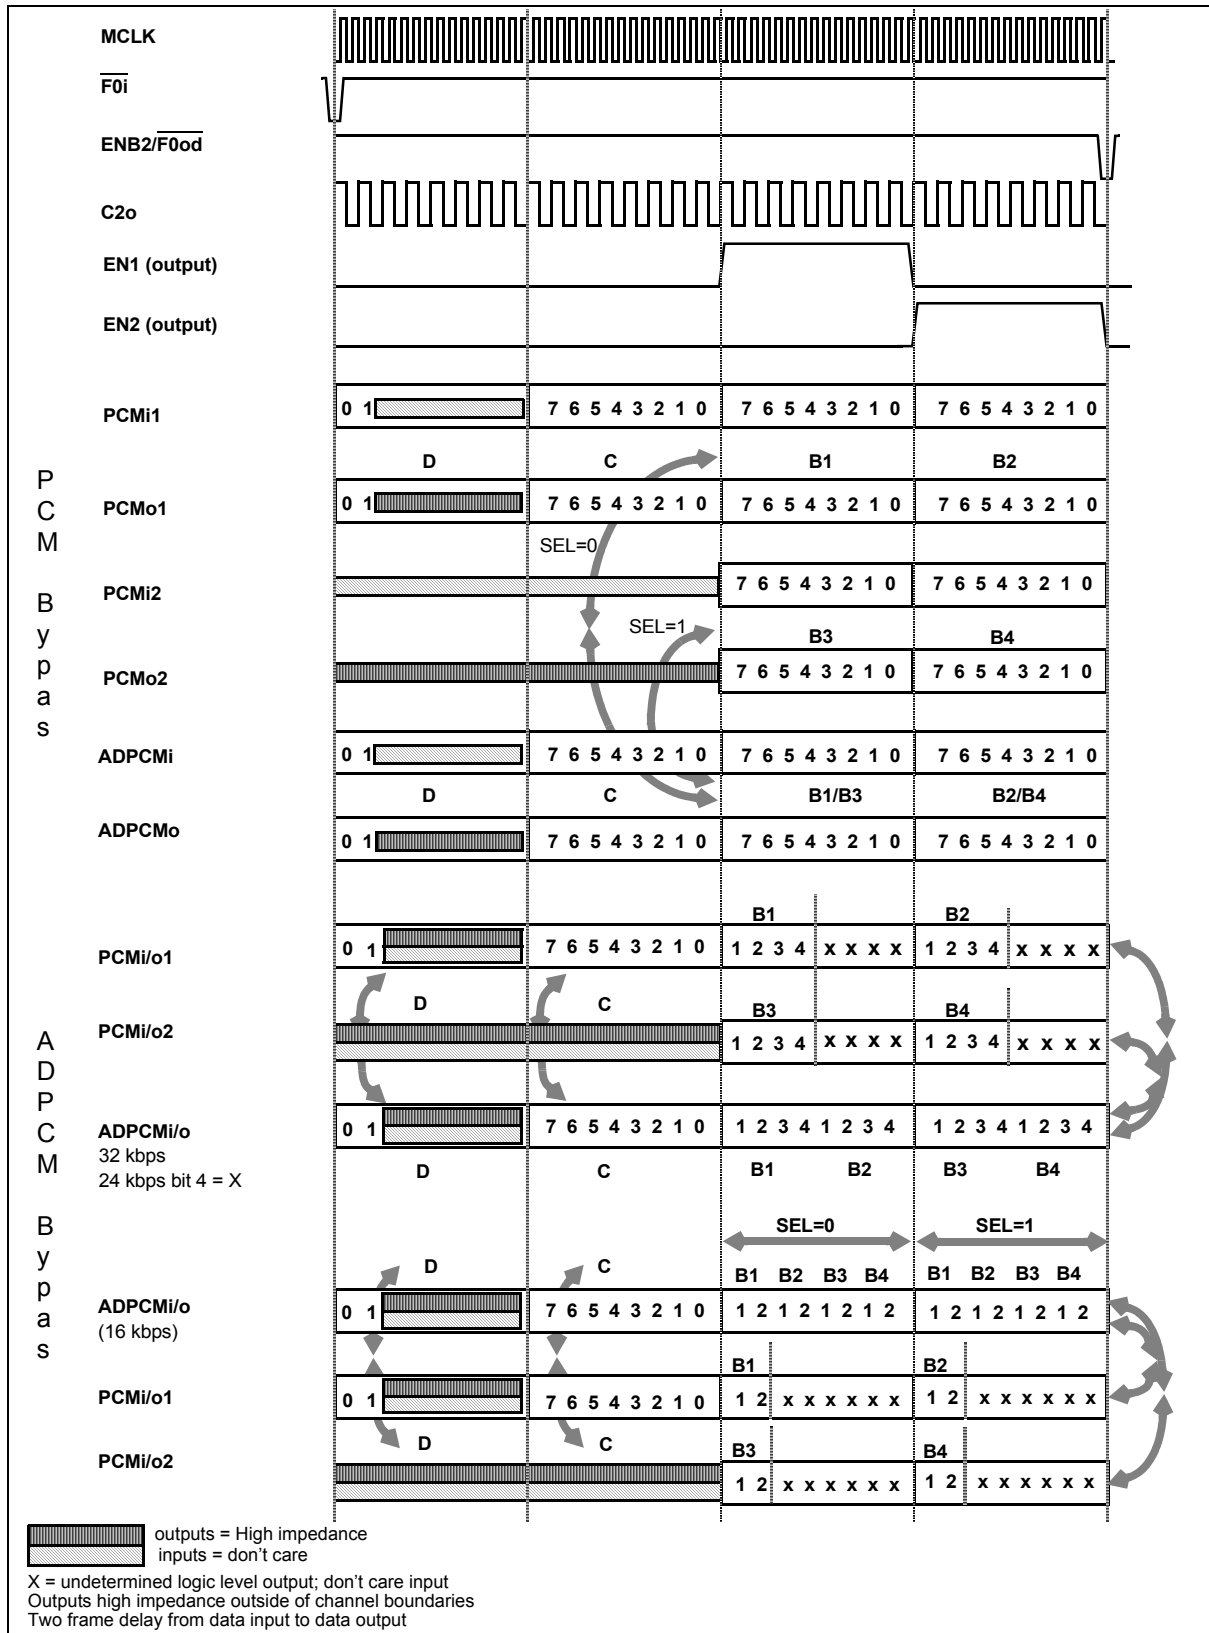 MCLK
F0i
ENB2/F0od
C2o
EN1 (output)
EN2 (output)
PCM Bypas
PCMi1
0 1 7 6 5 4 3 2 1 0 7 6 5 4 3 2 1 0 7 6 5 4 3 2 1 0
D C B1 B2
PCMo1
0 1 7 6 5 4 3 2 1 0 7 6 5 4 3 2 1 0 7 6 5 4 3 2 1 0
SEL=0
PCMi2
7 6 5 4 3 2 1 0 7 6 5 4 3 2 1 0
SEL=1
B3 B4
PCMo2
7 6 5 4 3 2 1 0 7 6 5 4 3 2 1 0
ADPCMi
0 1 7 6 5 4 3 2 1 0 7 6 5 4 3 2 1 0 7 6 5 4 3 2 1 0
D C B1/B3 B2/B4
ADPCMo
0 1 7 6 5 4 3 2 1 0 7 6 5 4 3 2 1 0 7 6 5 4 3 2 1 0
ADPCM Bypas
B1 B2
PCMi/o1
0 1 7 6 5 4 3 2 1 0 1 2 3 4 x x x x 1 2 3 4 x x x x
D C B3 B4
PCMi/o2
1 2 3 4 x x x x 1 2 3 4 x x x x
ADPCMi/o
0 1 7 6 5 4 3 2 1 0 1 2 3 4 1 2 3 4 1 2 3 4 1 2 3 4
32 kbps
24 kbps bit 4 = X
D C B1 B2 B3 B4
SEL=0 SEL=1
D C B1 B2 B3 B4 B1 B2 B3 B4
ADPCMi/o
0 1 7 6 5 4 3 2 1 0 1 2 1 2 1 2 1 2 1 2 1 2 1 2 1 2
(16 kbps)
B1 B2
PCMi/o1
0 1 7 6 5 4 3 2 1 0 1 2 x x x x x x 1 2 x x x x x x
D C B3 B4
PCMi/o2
1 2 x x x x x x 1 2 x x x x x x
outputs = High impedance
inputs = don't care
X = undetermined logic level output; don't care input
Outputs high impedance outside of channel boundaries
Two frame delay from data input to data output